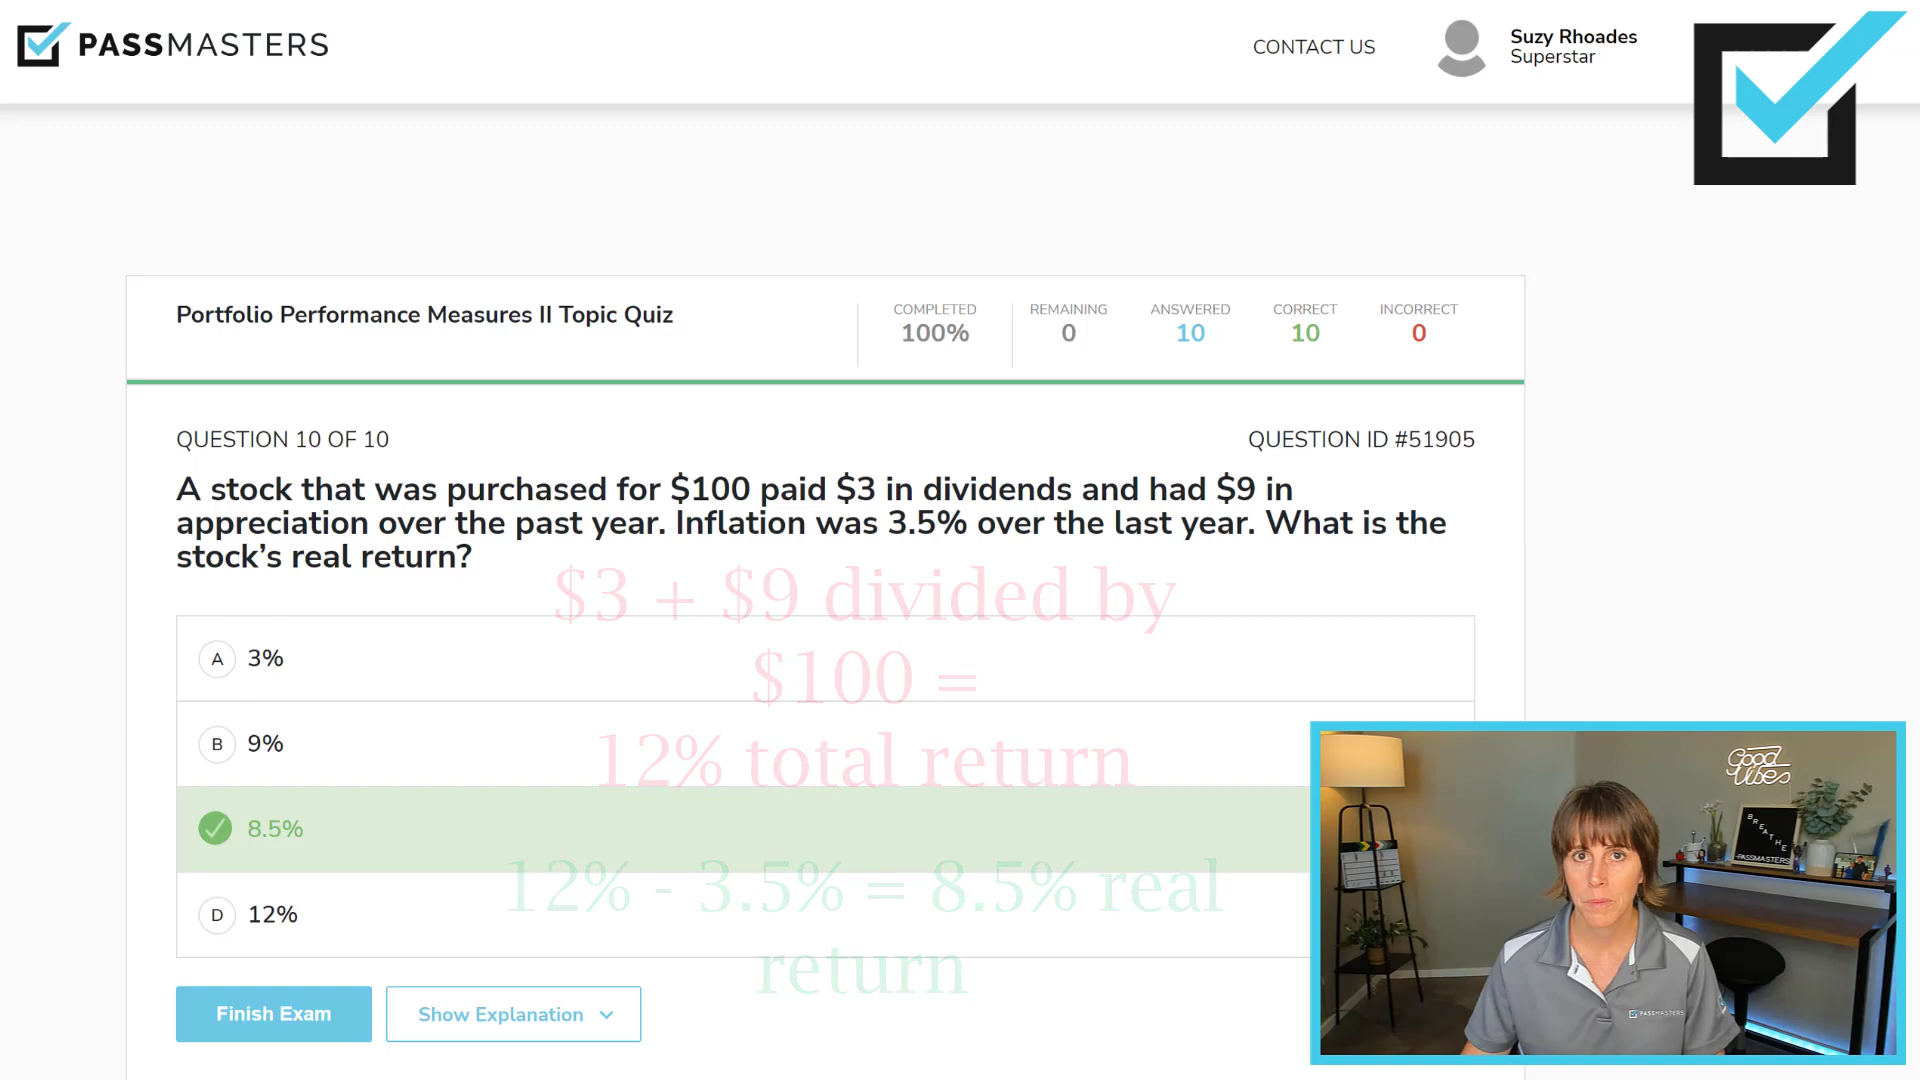 PASSMASTERS
CONTACT US
Suzy Rhoades
Superstar
Portfolio Performance Measures II Topic Quiz
COMPLETED
100%
REMAINING
0
ANSWERED
10
CORRECT
10
INCORRECT
0
QUESTION 10 OF 10
QUESTION ID #51905
A stock that was purchased for $100 paid $3 in dividends and had $9 in
appreciation over the past year. Inflation was 3.5% over the last year. What is the
stock’s real return?
$3 + $9 divided by
$100 =
12% total return
12% - 3.5% = 8.5% real
return
A 3%
B 9%
8.5%
D 12%
Finish Exam
Show Explanation
Good
Vibes
BREATHE
-PASSMASTERS
PASSMASTERS